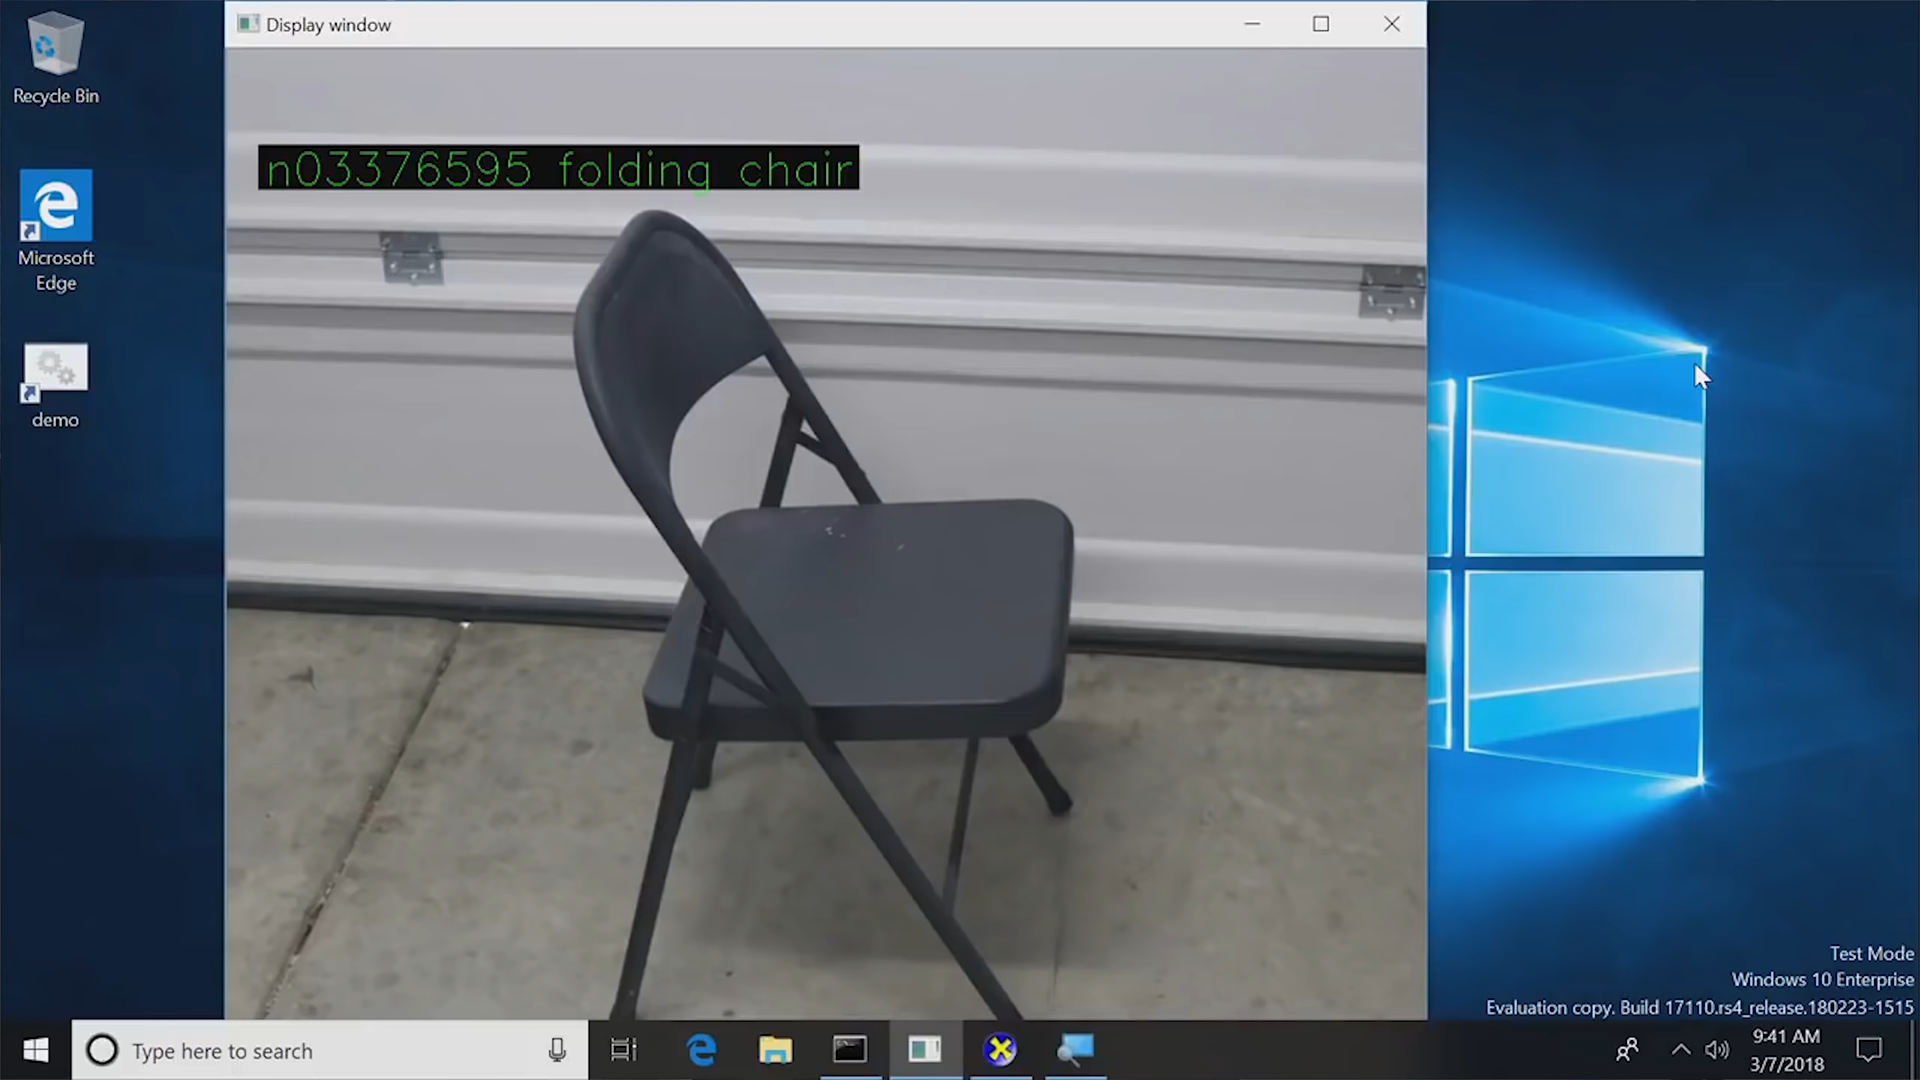 Display window
Recycle Bin
n03376595 folding chair
Microsoft
Edge
demo
Test Mode
Windows 10 Enterprise
Evaluation copy. Build 17110.rs4_release.180223-1515
Type here to search
9:41 AM
3/7/2018